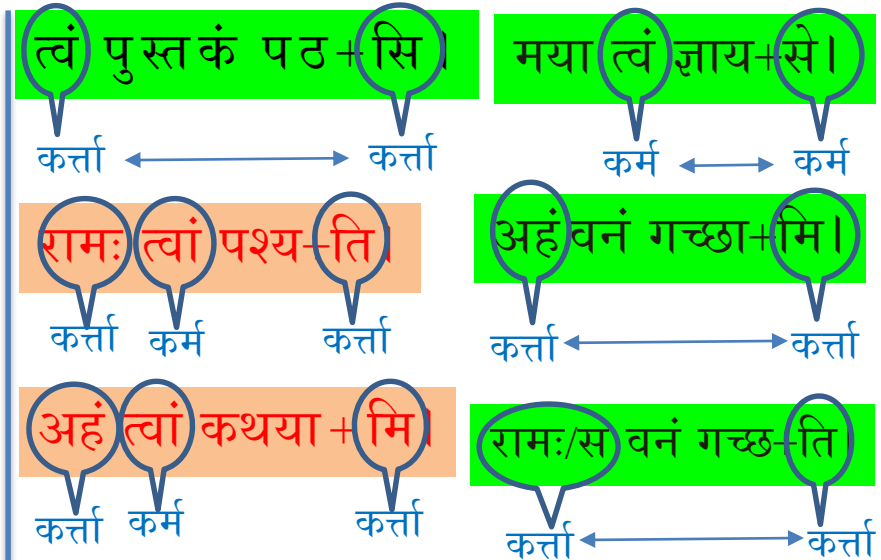 त्वं पुस्तकं पठ+सि।
कर्त्ता कर्त्ता
मया त्वं ज्ञाय+से।
कर्म कर्म
रामः त्वां पश्य+ति।
कर्त्ता कर्म कर्त्ता
अहं वनं गच्छा+मि।
कर्त्ता कर्त्ता
अहं त्वां कथया+मि।
कर्त्ता कर्म कर्त्ता
रामः/स वनं गच्छ+ति।
कर्त्ता कर्त्ता